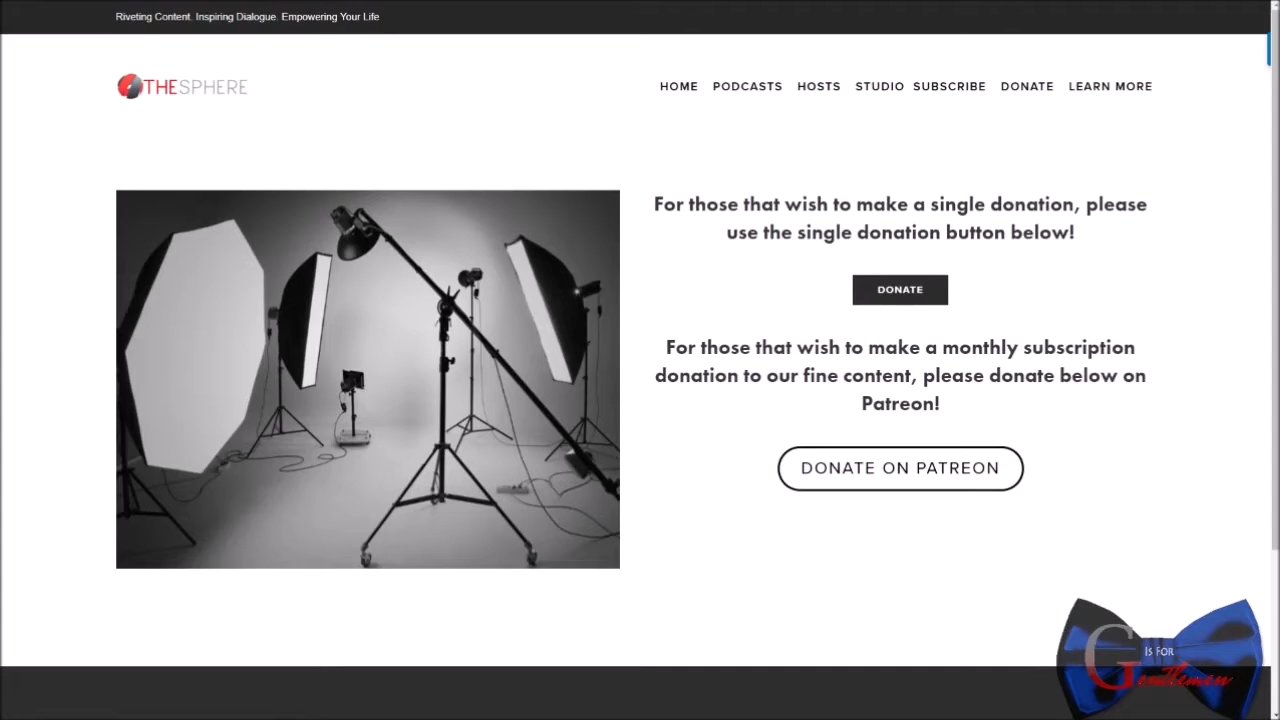 Riveting Content. Inspiring Dialogue. Empowering Your Life
THESPHERE
HOME PODCASTS HOSTS STUDIO SUBSCRIBE DONATE LEARN MORE
For those that wish to make a single donation, please
use the single donation button below!
DONATE
For those that wish to make a monthly subscription
donation to our fine content, please donate below on
Patreon!
DONATE ON PATREON
G IS FOR
Gentlemen